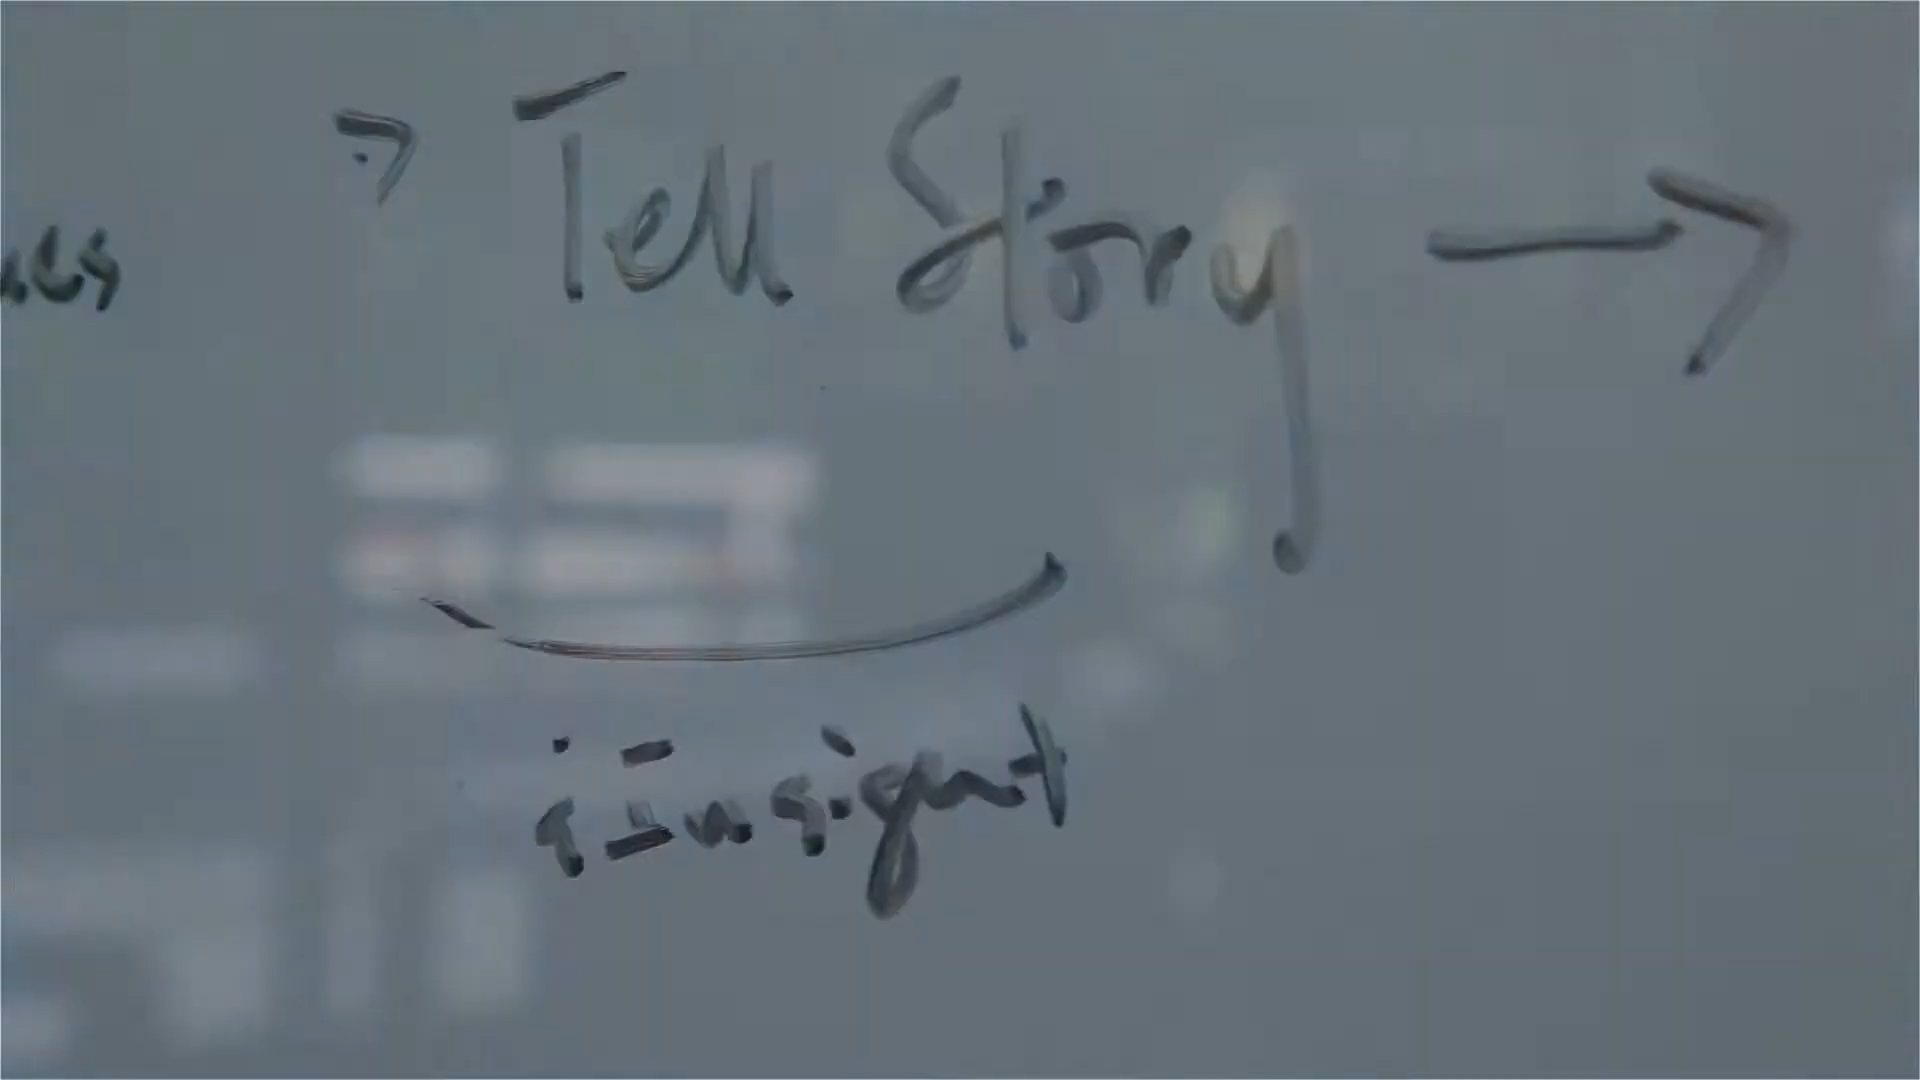 → Tell Story →
insight